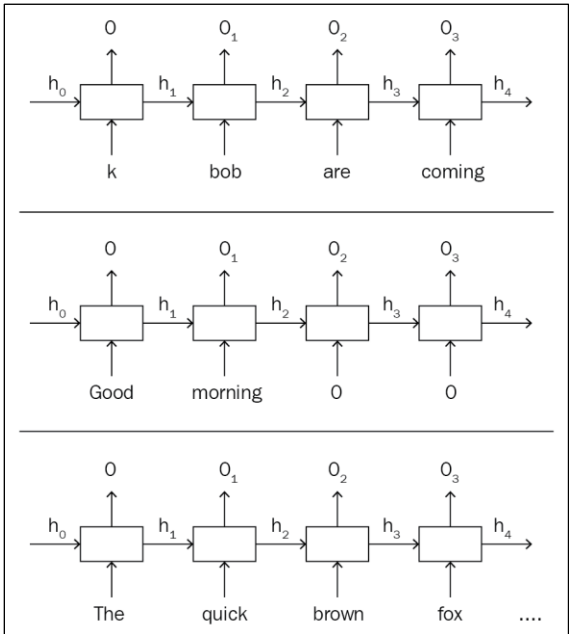 O O₁ O₂ O₃
h₀ h₁ h₂ h₃ h₄
k bob are coming
O O₁ O₂ O₃
h₀ h₁ h₂ h₃ h₄
Good morning 0 0
O O₁ O₂ O₃
h₀ h₁ h₂ h₃ h₄
The quick brown fox ....